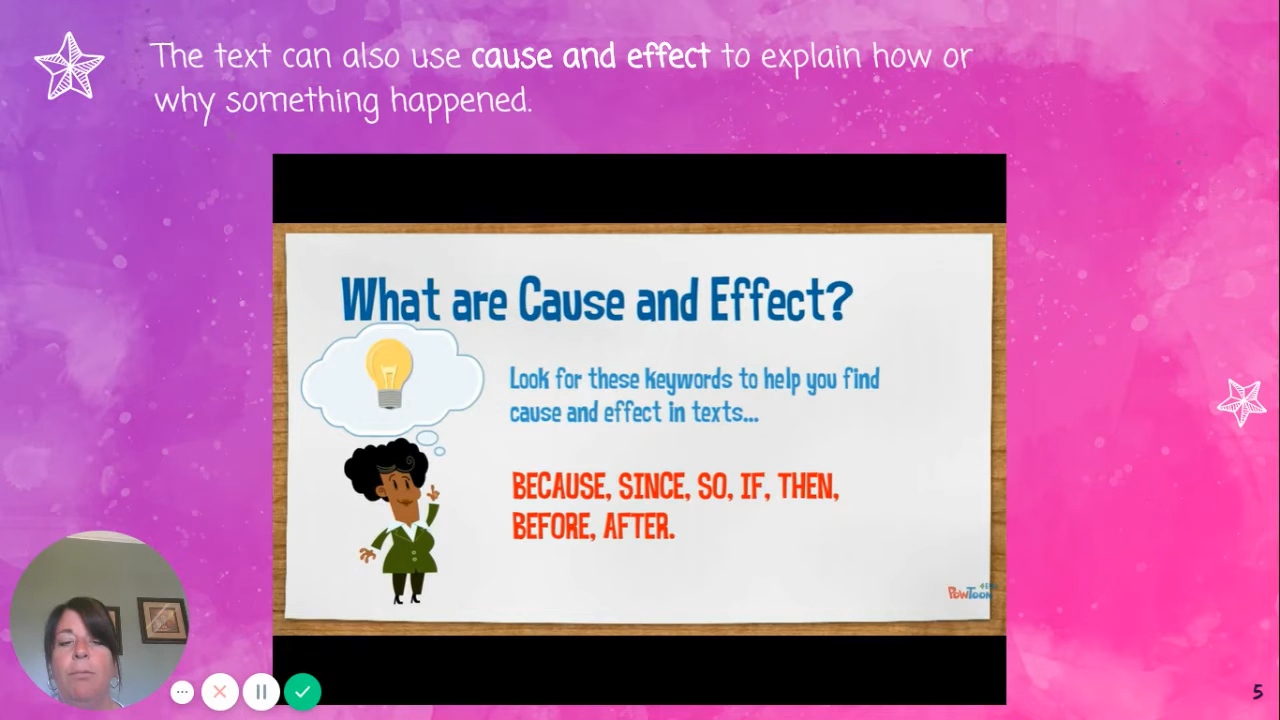 The text can also use cause and effect to explain how or
why something happened.
What are Cause and Effect?
Look for these keywords to help you find
cause and effect in texts...
BECAUSE, SINCE, SO, IF, THEN,
BEFORE, AFTER.
PowToon
5